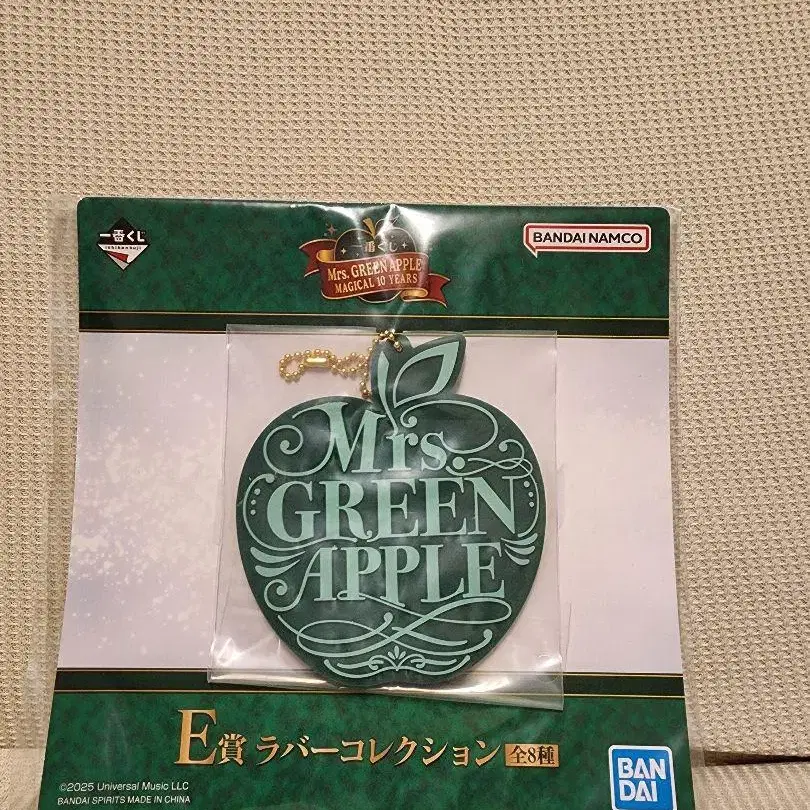 一番くじ
ichibankuji
一番くじ
Mrs. GREEN APPLE
MAGICAL 10 YEARS
BANDAI NAMCO
Mrs.
GREEN
APPLE
E賞 ラバーコレクション 全8種
©2025 Universal Music LLC
BANDAI SPIRITS MADE IN CHINA
BAN
DAI